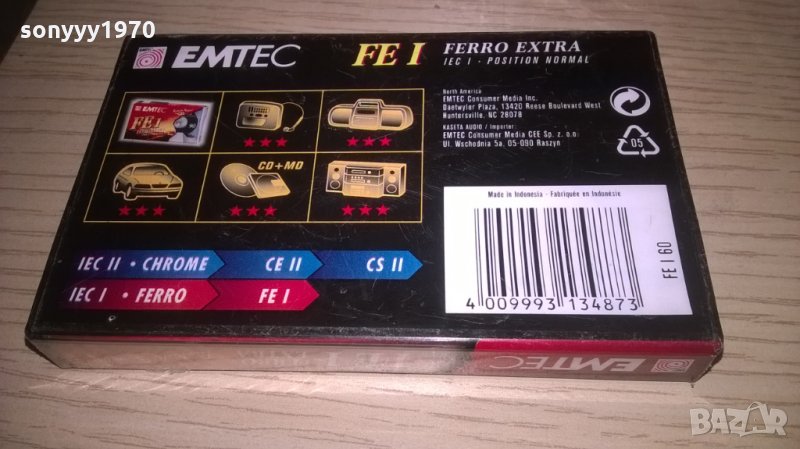 sonyyy1970
EMTEC FE I FERRO EXTRA
IEC I · POSITION NORMAL
North America
EMTEC Consumer Media Inc.
Daetwyler Plaza, 13420 Reese Boulevard West
Huntersville, NC 28078
KASETA AUDIO / Importer:
EMTEC Consumer Media CEE Sp. z o.o.
Ul. Wschodnia 5a, 05-090 Raszyn
05
EMTEC
FE I
CD+MD
Made in Indonesia - Fabriquée en Indonésie
FE I 60
4 009993 134873
IEC II · CHROME CE II CS II
IEC I · FERRO FE I
EMTEC
BAZAR